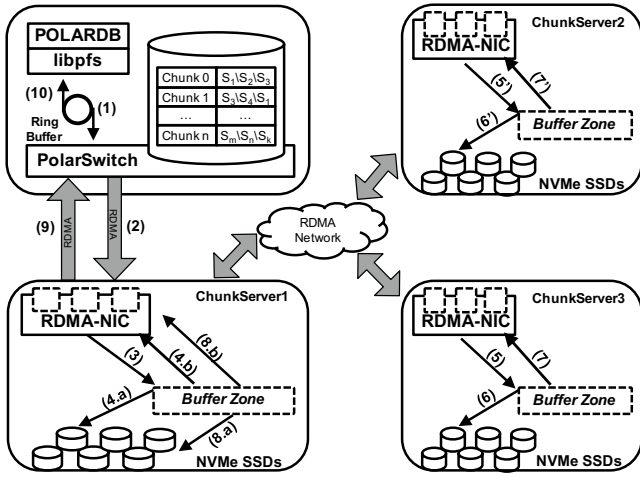 POLARDB
libpfs
(10)
(1)
Ring
Buffer
PolarSwitch
Chunk 0 S1\S2\S3
Chunk 1 S3\S4\S1
... ...
Chunk n Sm\Sn\Sk
(9)
RDMA
RDMA
(2)
RDMA
Network
ChunkServer1
RDMA-NIC
(3)
(4.b)
(8.b)
(4.a)
Buffer Zone
(8.a)
NVMe SSDs
ChunkServer2
RDMA-NIC
(5')
(7')
(6')
Buffer Zone
NVMe SSDs
ChunkServer3
RDMA-NIC
(5)
(7)
(6)
Buffer Zone
NVMe SSDs